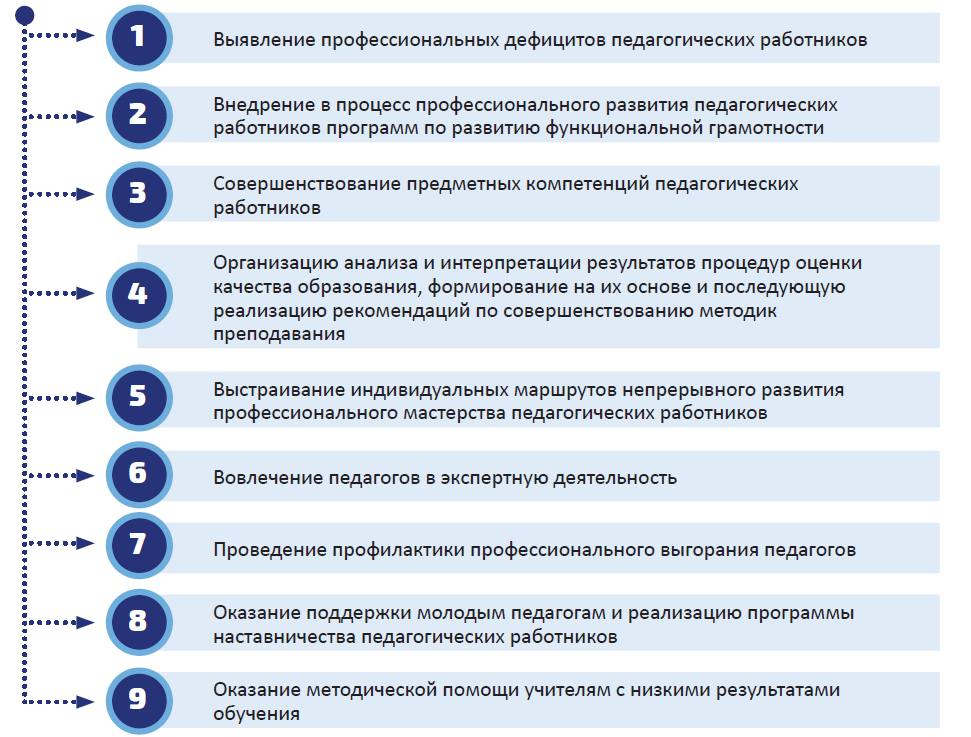 1
Выявление профессиональных дефицитов педагогических работников
2
Внедрение в процесс профессионального развития педагогических
работников программ по развитию функциональной грамотности
3
Совершенствование предметных компетенций педагогических
работников
4
Организацию анализа и интерпретации результатов процедур оценки
качества образования, формирование на их основе и последующую
реализацию рекомендаций по совершенствованию методик
преподавания
5
Выстраивание индивидуальных маршрутов непрерывного развития
профессионального мастерства педагогических работников
6
Вовлечение педагогов в экспертную деятельность
7
Проведение профилактики профессионального выгорания педагогов
8
Оказание поддержки молодым педагогам и реализацию программы
наставничества педагогических работников
9
Оказание методической помощи учителям с низкими результатами
обучения